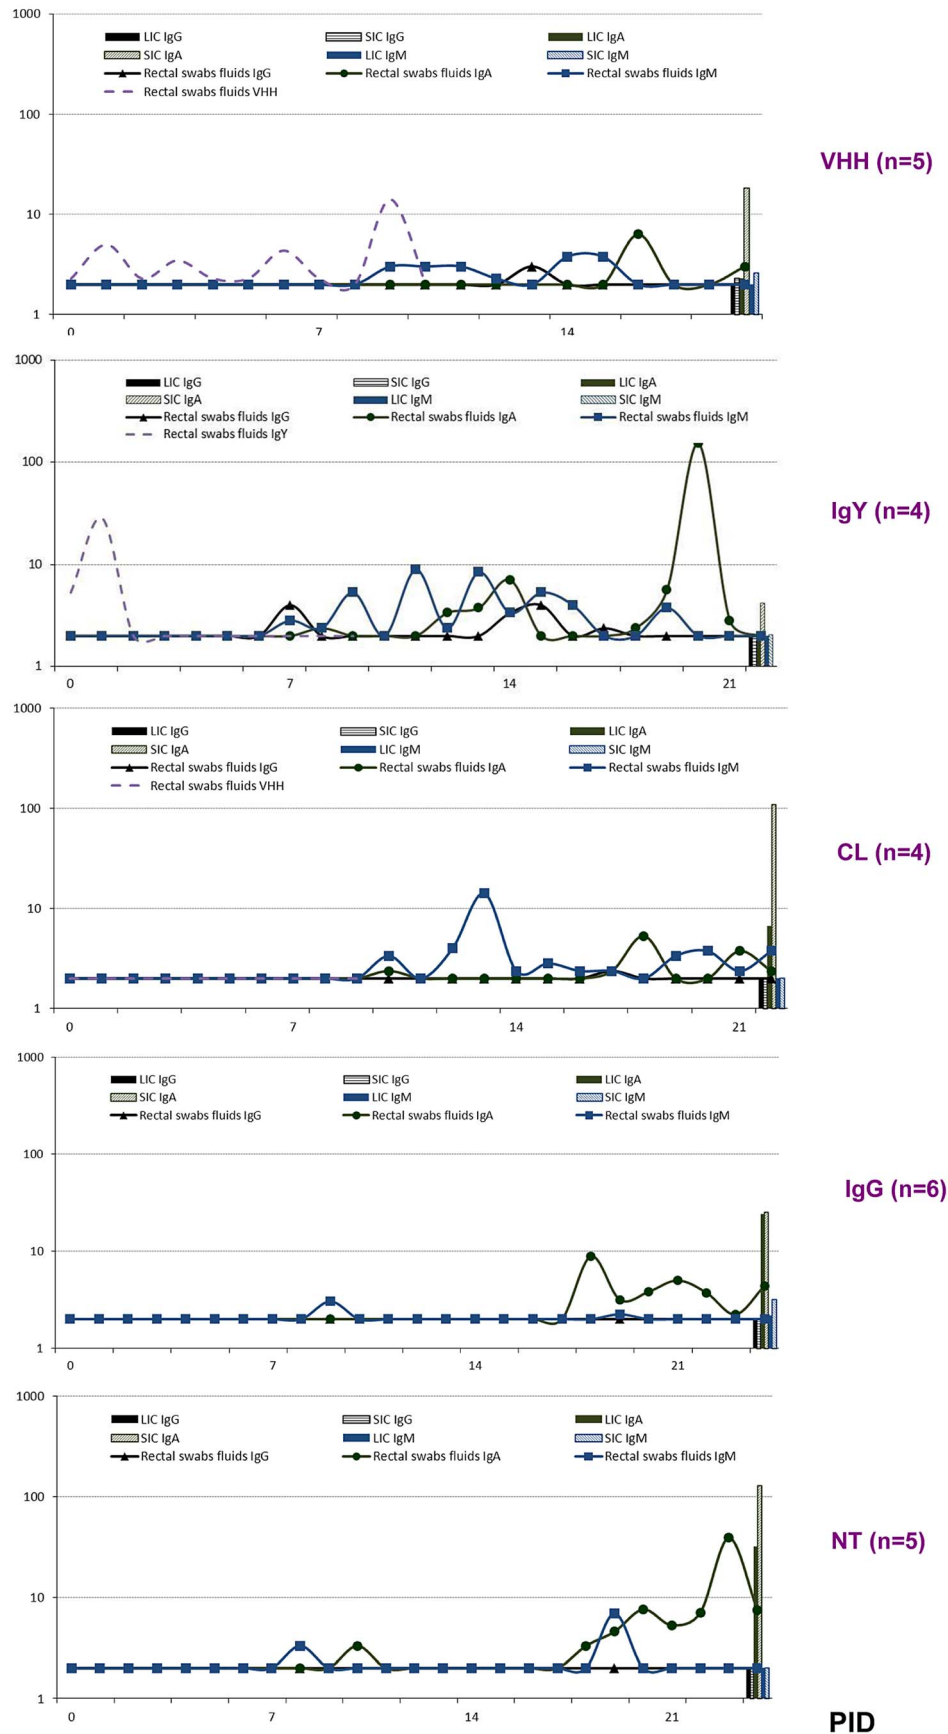 1000
LIC IgG SIC IgG LIC IgA
SIC IgA LIC IgM SIC IgM
Rectal swabs fluids IgG Rectal swabs fluids IgA Rectal swabs fluids IgM
Rectal swabs fluids VHH
100
VHH (n=5)
10
1
0 7 14
1000
LIC IgG SIC IgG LIC IgA
SIC IgA LIC IgM SIC IgM
Rectal swabs fluids IgG Rectal swabs fluids IgA Rectal swabs fluids IgM
Rectal swabs fluids IgY
100
IgY (n=4)
10
1
0 7 14 21
1000
LIC IgG SIC IgG LIC IgA
SIC IgA LIC IgM SIC IgM
Rectal swabs fluids IgG Rectal swabs fluids IgA Rectal swabs fluids IgM
Rectal swabs fluids VHH
100
CL (n=4)
10
1
0 7 14 21
1000
LIC IgG SIC IgG LIC IgA
SIC IgA LIC IgM SIC IgM
Rectal swabs fluids IgG Rectal swabs fluids IgA Rectal swabs fluids IgM
100
IgG (n=6)
10
1
0 7 14 21
1000
LIC IgG SIC IgG LIC IgA
SIC IgA LIC IgM SIC IgM
Rectal swabs fluids IgG Rectal swabs fluids IgA Rectal swabs fluids IgM
100
NT (n=5)
10
1
0 7 14 21
PID